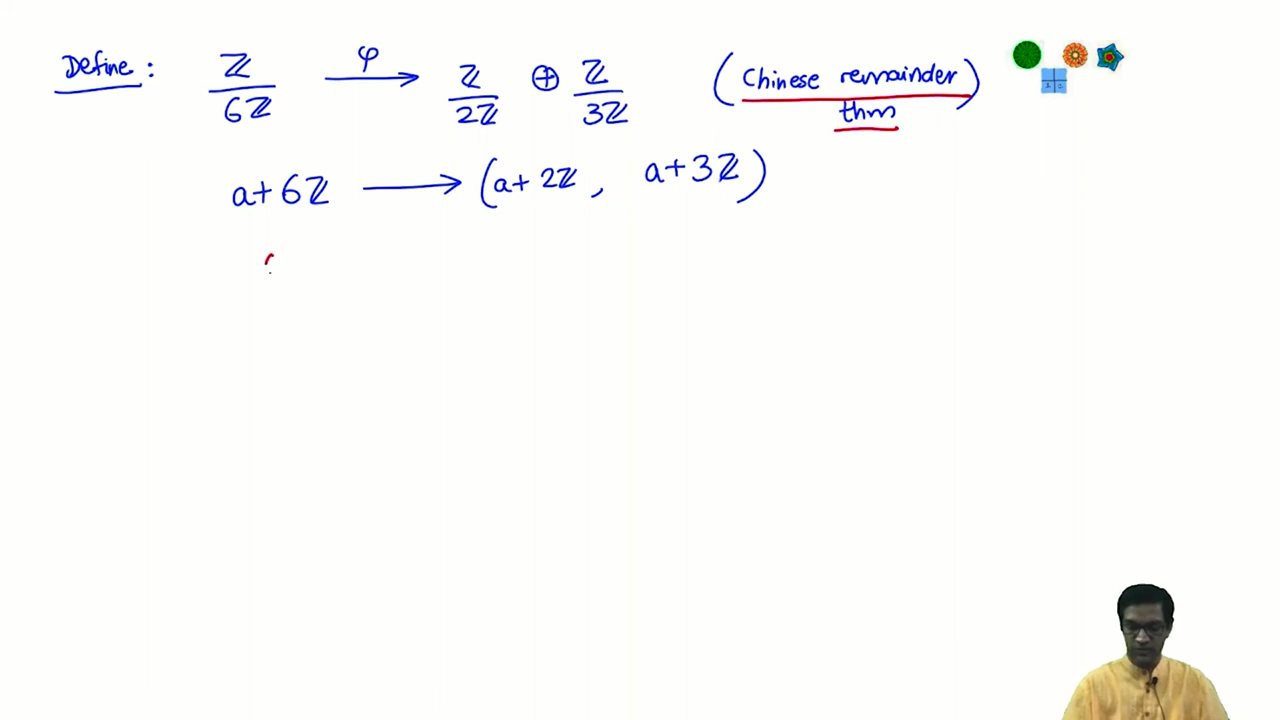 Define : ℤ/6ℤ —φ→ ℤ/2ℤ ⊕ ℤ/3ℤ (Chinese remainder
thm)
a+6ℤ ⟶ (a+2ℤ, a+3ℤ)